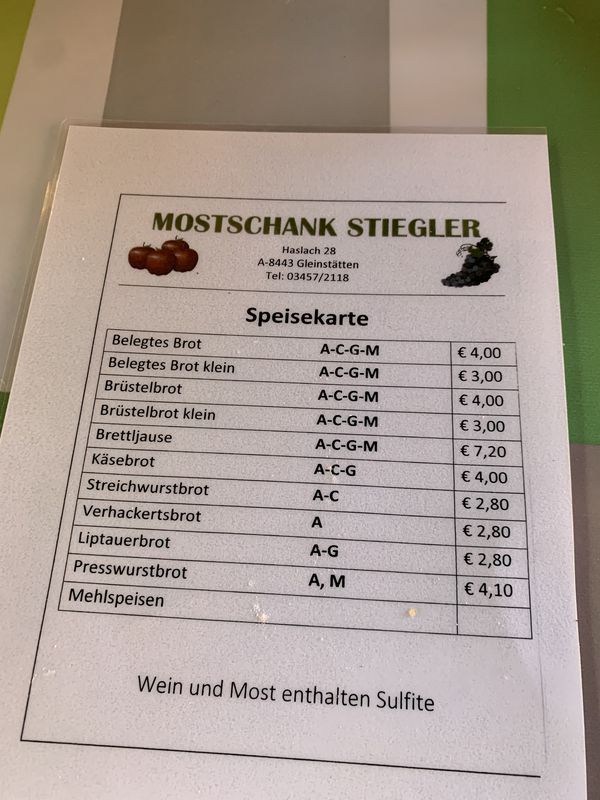 MOSTSCHANK STIEGLER
Haslach 28
A-8443 Gleinstätten
Tel: 03457/2118
Speisekarte
Belegtes Brot A-C-G-M € 4,00
Belegtes Brot klein A-C-G-M € 3,00
Brüstelbrot A-C-G-M € 4,00
Brüstelbrot klein A-C-G-M € 3,00
Brettljause A-C-G-M € 7,20
Käsebrot A-C-G € 4,00
Streichwurstbrot A-C € 2,80
Verhackertsbrot A € 2,80
Liptauerbrot A-G € 2,80
Presswurstbrot A, M € 4,10
Mehlspeisen
Wein und Most enthalten Sulfite